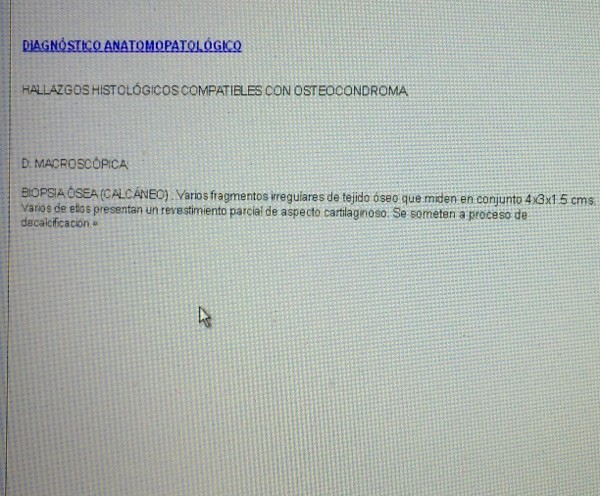 DIAGNÓSTICO ANATOMOPATOLÓGICO
HALLAZGOS HISTOLÓGICOS COMPATIBLES CON OSTEOCONDROMA.
D. MACROSCÓPICA:
BIOPSIA ÓSEA (CALCÁNEO) : Varios fragmentos irregulares de tejido óseo que miden en conjunto 4x3x1.5 cms.
Varios de ellos presentan un revestimiento parcial de aspecto cartilaginoso. Se someten a proceso de
decalcificación.=